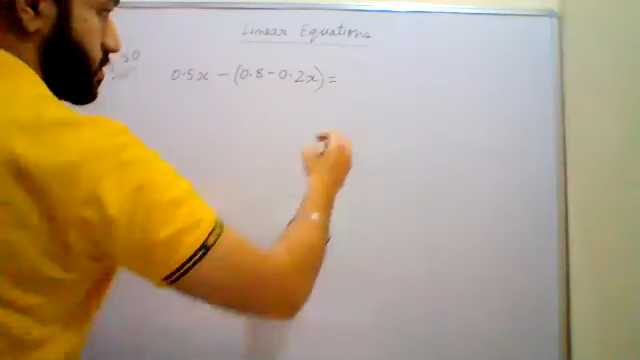 Linear Equations
0.5x - (0.8 - 0.2x) =